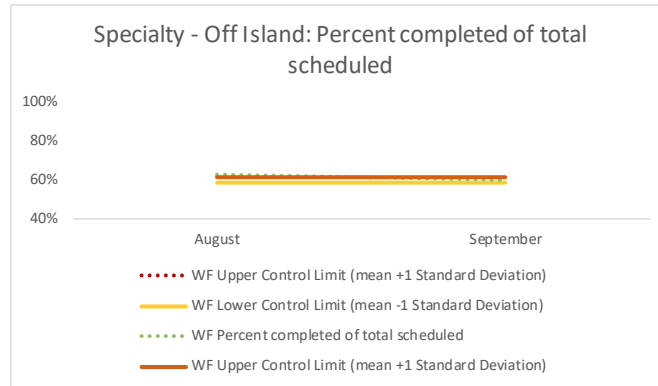 Specialty - Off Island: Percent completed of total
scheduled
100%
80%
60%
40%
August September
WF Upper Control Limit (mean +1 Standard Deviation)
WF Lower Control Limit (mean -1 Standard Deviation)
WF Percent completed of total scheduled
WF Upper Control Limit (mean +1 Standard Deviation)